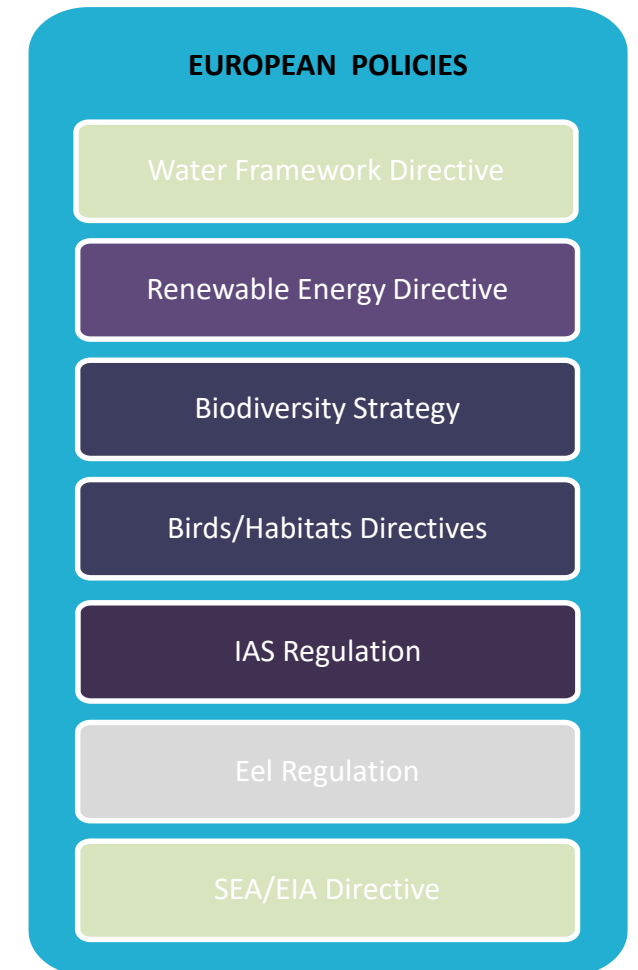 EUROPEAN POLICIES
Water Framework Directive
Renewable Energy Directive
Biodiversity Strategy
Birds/Habitats Directives
IAS Regulation
Eel Regulation
SEA/EIA Directive